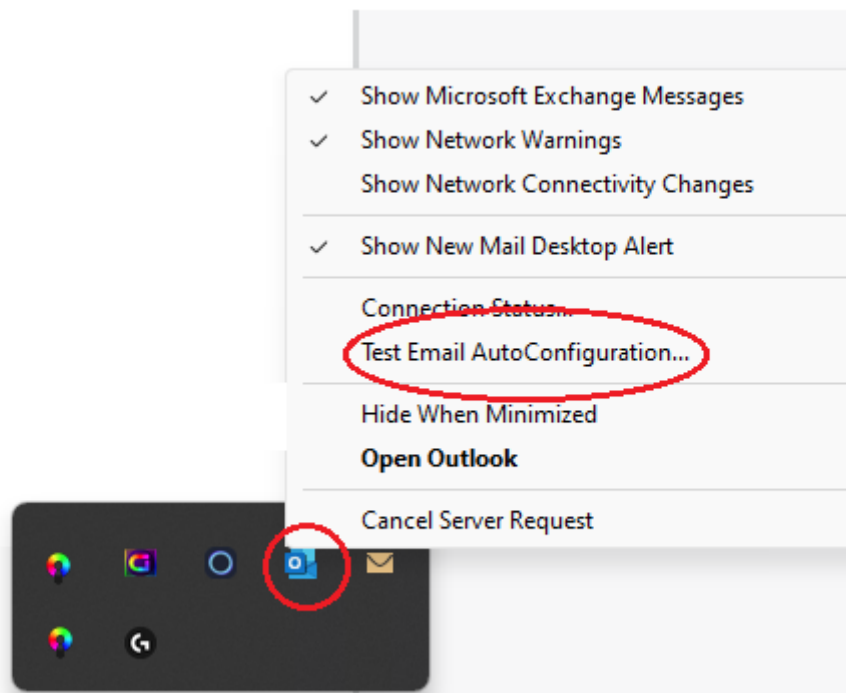 Show Microsoft Exchange Messages
Show Network Warnings
Show Network Connectivity Changes
Show New Mail Desktop Alert
Connection Status...
Test Email AutoConfiguration...
Hide When Minimized
Open Outlook
Cancel Server Request